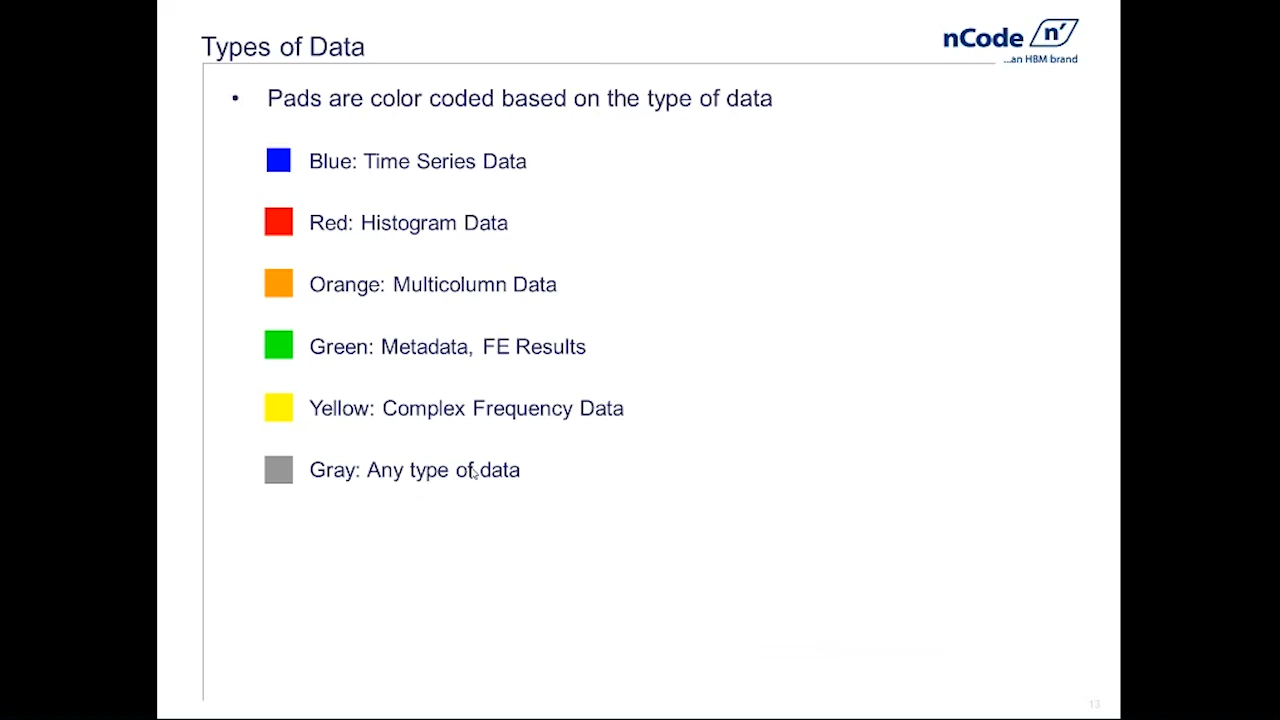 Types of Data
nCode n'
...an HBM brand
• Pads are color coded based on the type of data
Blue: Time Series Data
Red: Histogram Data
Orange: Multicolumn Data
Green: Metadata, FE Results
Yellow: Complex Frequency Data
Gray: Any type of data
13